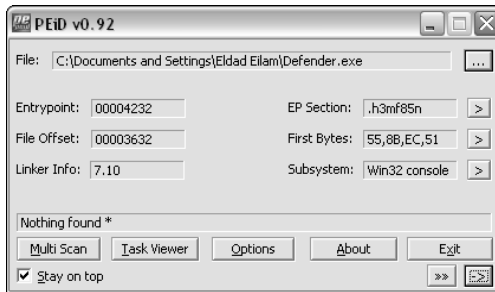 PEiD v0.92
File: C:\Documents and Settings\Eldad Eilam\Defender.exe ...
Entrypoint: 00004232 EP Section: .h3mf85n >
File Offset: 00003632 First Bytes: 55,8B,EC,51 >
Linker Info: 7.10 Subsystem: Win32 console >
Nothing found *
Multi Scan Task Viewer Options About Exit
Stay on top >> ->